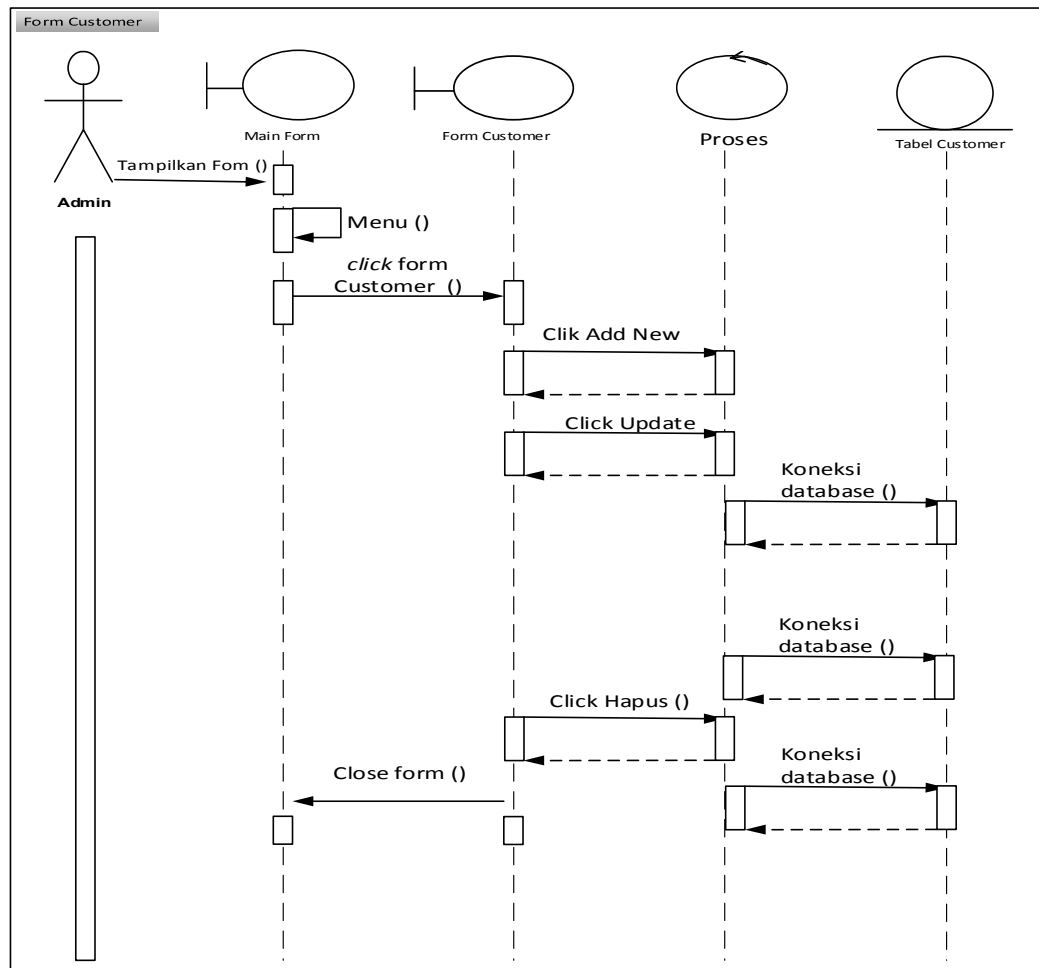 Form Customer
Main Form
Form Customer
Proses
Tabel Customer
Tampilkan Fom ()
Admin
Menu ()
click form
Customer ()
Clik Add New
Click Update
Koneksi
database ()
Koneksi
database ()
Click Hapus ()
Koneksi
database ()
Close form ()